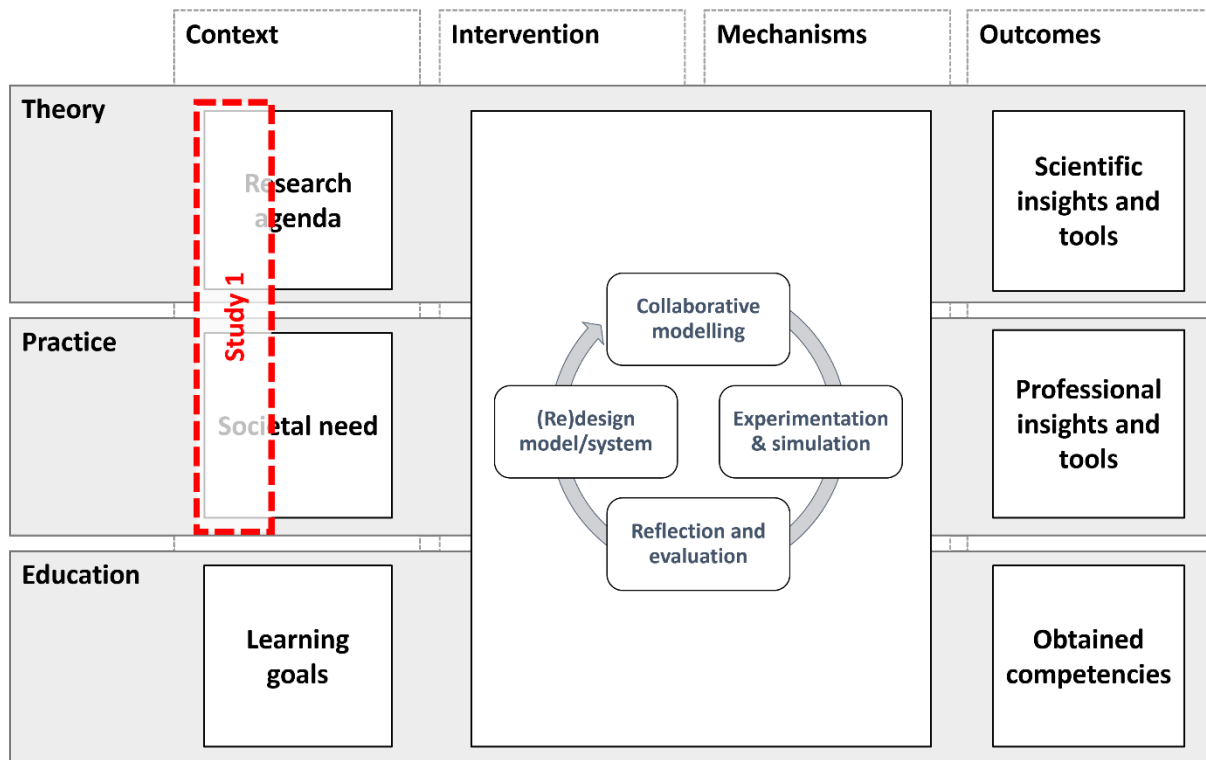 Context
Intervention
Mechanisms
Outcomes
Theory
Research
agenda
Scientific
insights and
tools
Study 1
Practice
Societal need
Collaborative
modelling
(Re)design
model/system
Experimentation
& simulation
Reflection and
evaluation
Professional
insights and
tools
Education
Learning
goals
Obtained
competencies